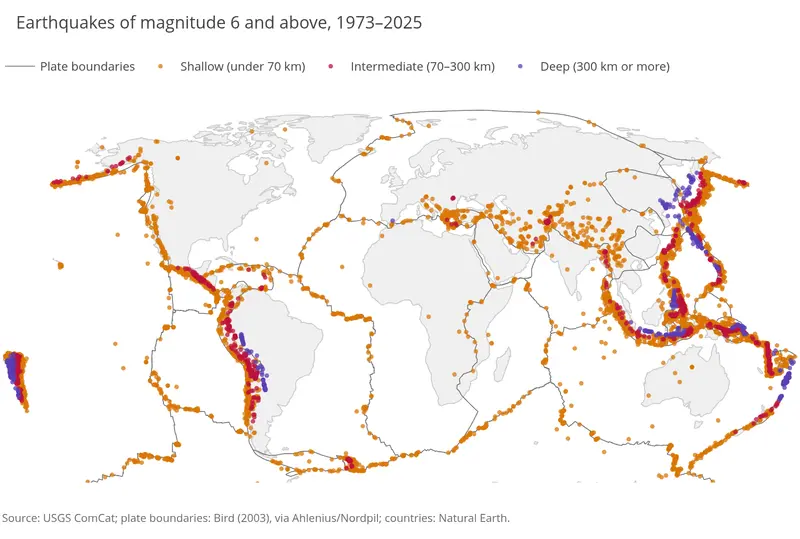 Earthquakes of magnitude 6 and above, 1973–2025
Plate boundaries Shallow (under 70 km) Intermediate (70–300 km) Deep (300 km or more)
Source: USGS ComCat; plate boundaries: Bird (2003), via Ahlenius/Nordpil; countries: Natural Earth.